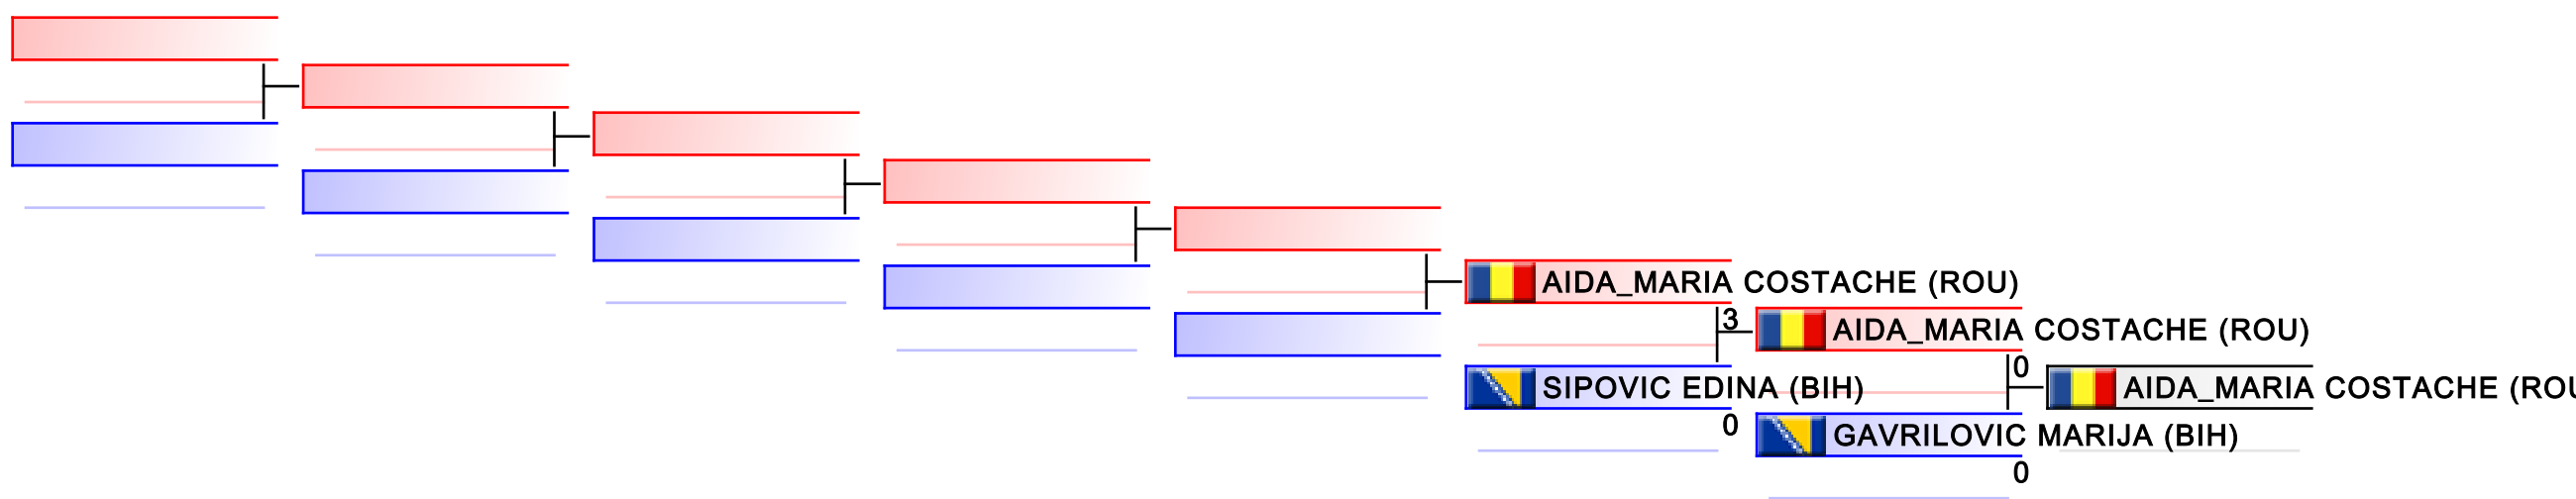 AIDA_MARIA COSTACHE (ROU)
3
AIDA_MARIA COSTACHE (ROU)
0
SIPOVIC EDINA (BIH)
AIDA_MARIA COSTACHE (ROU
0
GAVRILOVIC MARIJA (BIH)
0